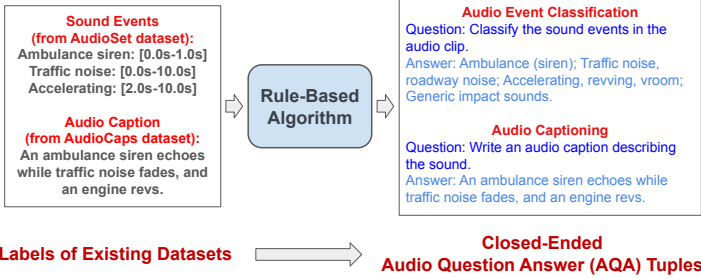 Sound Events
(from AudioSet dataset):
Ambulance siren: [0.0s-1.0s]
Traffic noise: [0.0s-10.0s]
Accelerating: [2.0s-10.0s]
Audio Caption
(from AudioCaps dataset):
An ambulance siren echoes
while traffic noise fades, and
an engine revs.
Rule-Based
Algorithm
Audio Event Classification
Question: Classify the sound events in the
audio clip.
Answer: Ambulance (siren); Traffic noise,
roadway noise; Accelerating, revving, vroom;
Generic impact sounds.
Audio Captioning
Question: Write an audio caption describing
the sound.
Answer: An ambulance siren echoes while
traffic noise fades, and an engine revs.
Labels of Existing Datasets
Closed-Ended
Audio Question Answer (AQA) Tuples